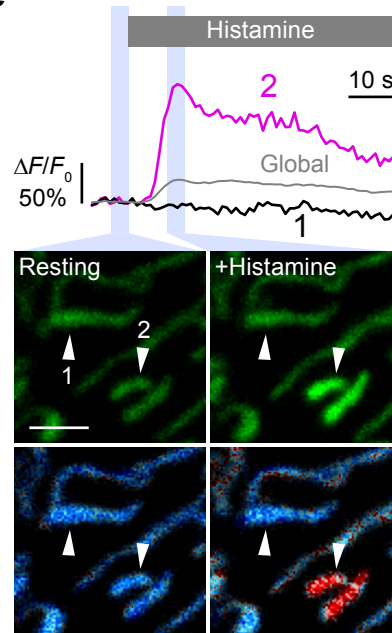 Histamine
2
10 s
ΔF/F0
50%
Global
1
Resting
+Histamine
2
1